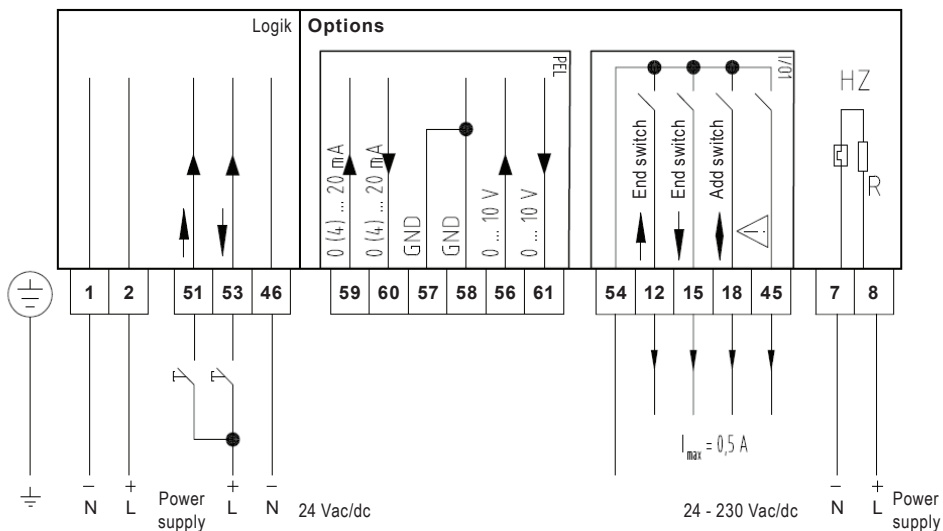 Logik
Options
PEL
I/O1
0 (4) ... 20 mA
0 (4) ... 20 mA
GND
GND
0 ... 10 V
0 ... 10 V
End switch
End switch
Add switch
!
HZ
R
1 2 51 53 46 59 60 57 58 56 61 54 12 15 18 45 7 8
Imax = 0,5 A
− + + − − +
N L Power supply L N 24 Vac/dc 24 - 230 Vac/dc N L Power supply